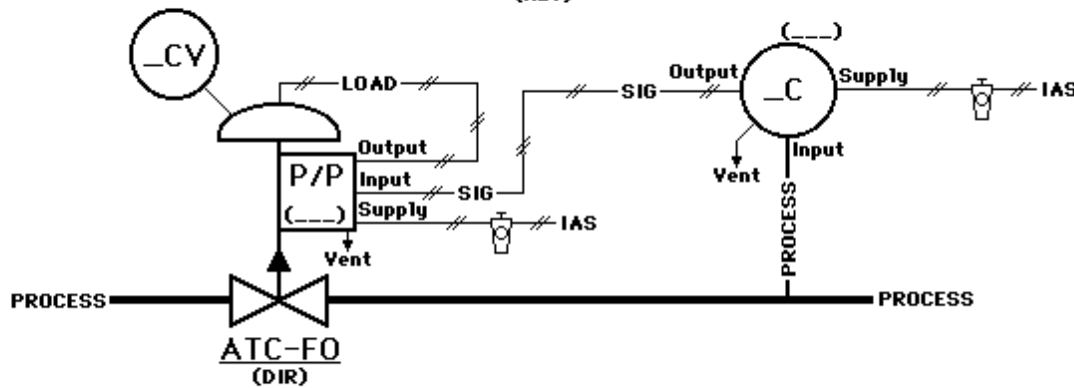 (___)
_CV
LOAD
Output
SIG
_C
Supply
IAS
Output
Input
Vent
P/P
Input
SIG
(___)
Supply
IAS
Vent
PROCESS
PROCESS
PROCESS
ATC-FO
(DIR)